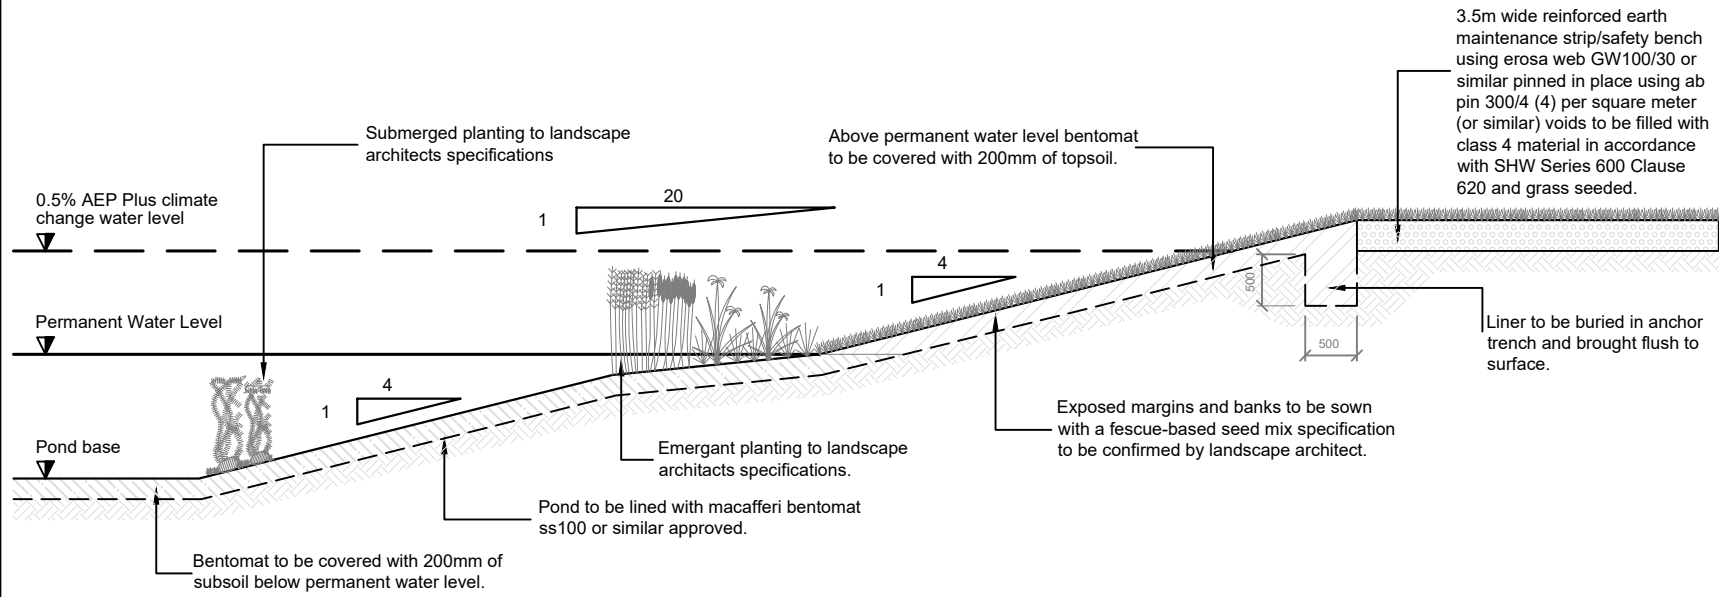 3.5m wide reinforced earth
maintenance strip/safety bench
using erosa web GW100/30 or
similar pinned in place using ab
pin 300/4 (4) per square meter
(or similar) voids to be filled with
class 4 material in accordance
with SHW Series 600 Clause
620 and grass seeded.
Submerged planting to landscape
architects specifications
Above permanent water level bentomat
to be covered with 200mm of topsoil.
0.5% AEP Plus climate
change water level
20
1
4
1
500
500
Permanent Water Level
Liner to be buried in anchor
trench and brought flush to
surface.
4
1
Exposed margins and banks to be sown
with a fescue-based seed mix specification
to be confirmed by landscape architect.
Pond base
Emergant planting to landscape
architacts specifications.
Pond to be lined with macafferi bentomat
ss100 or similar approved.
Bentomat to be covered with 200mm of
subsoil below permanent water level.